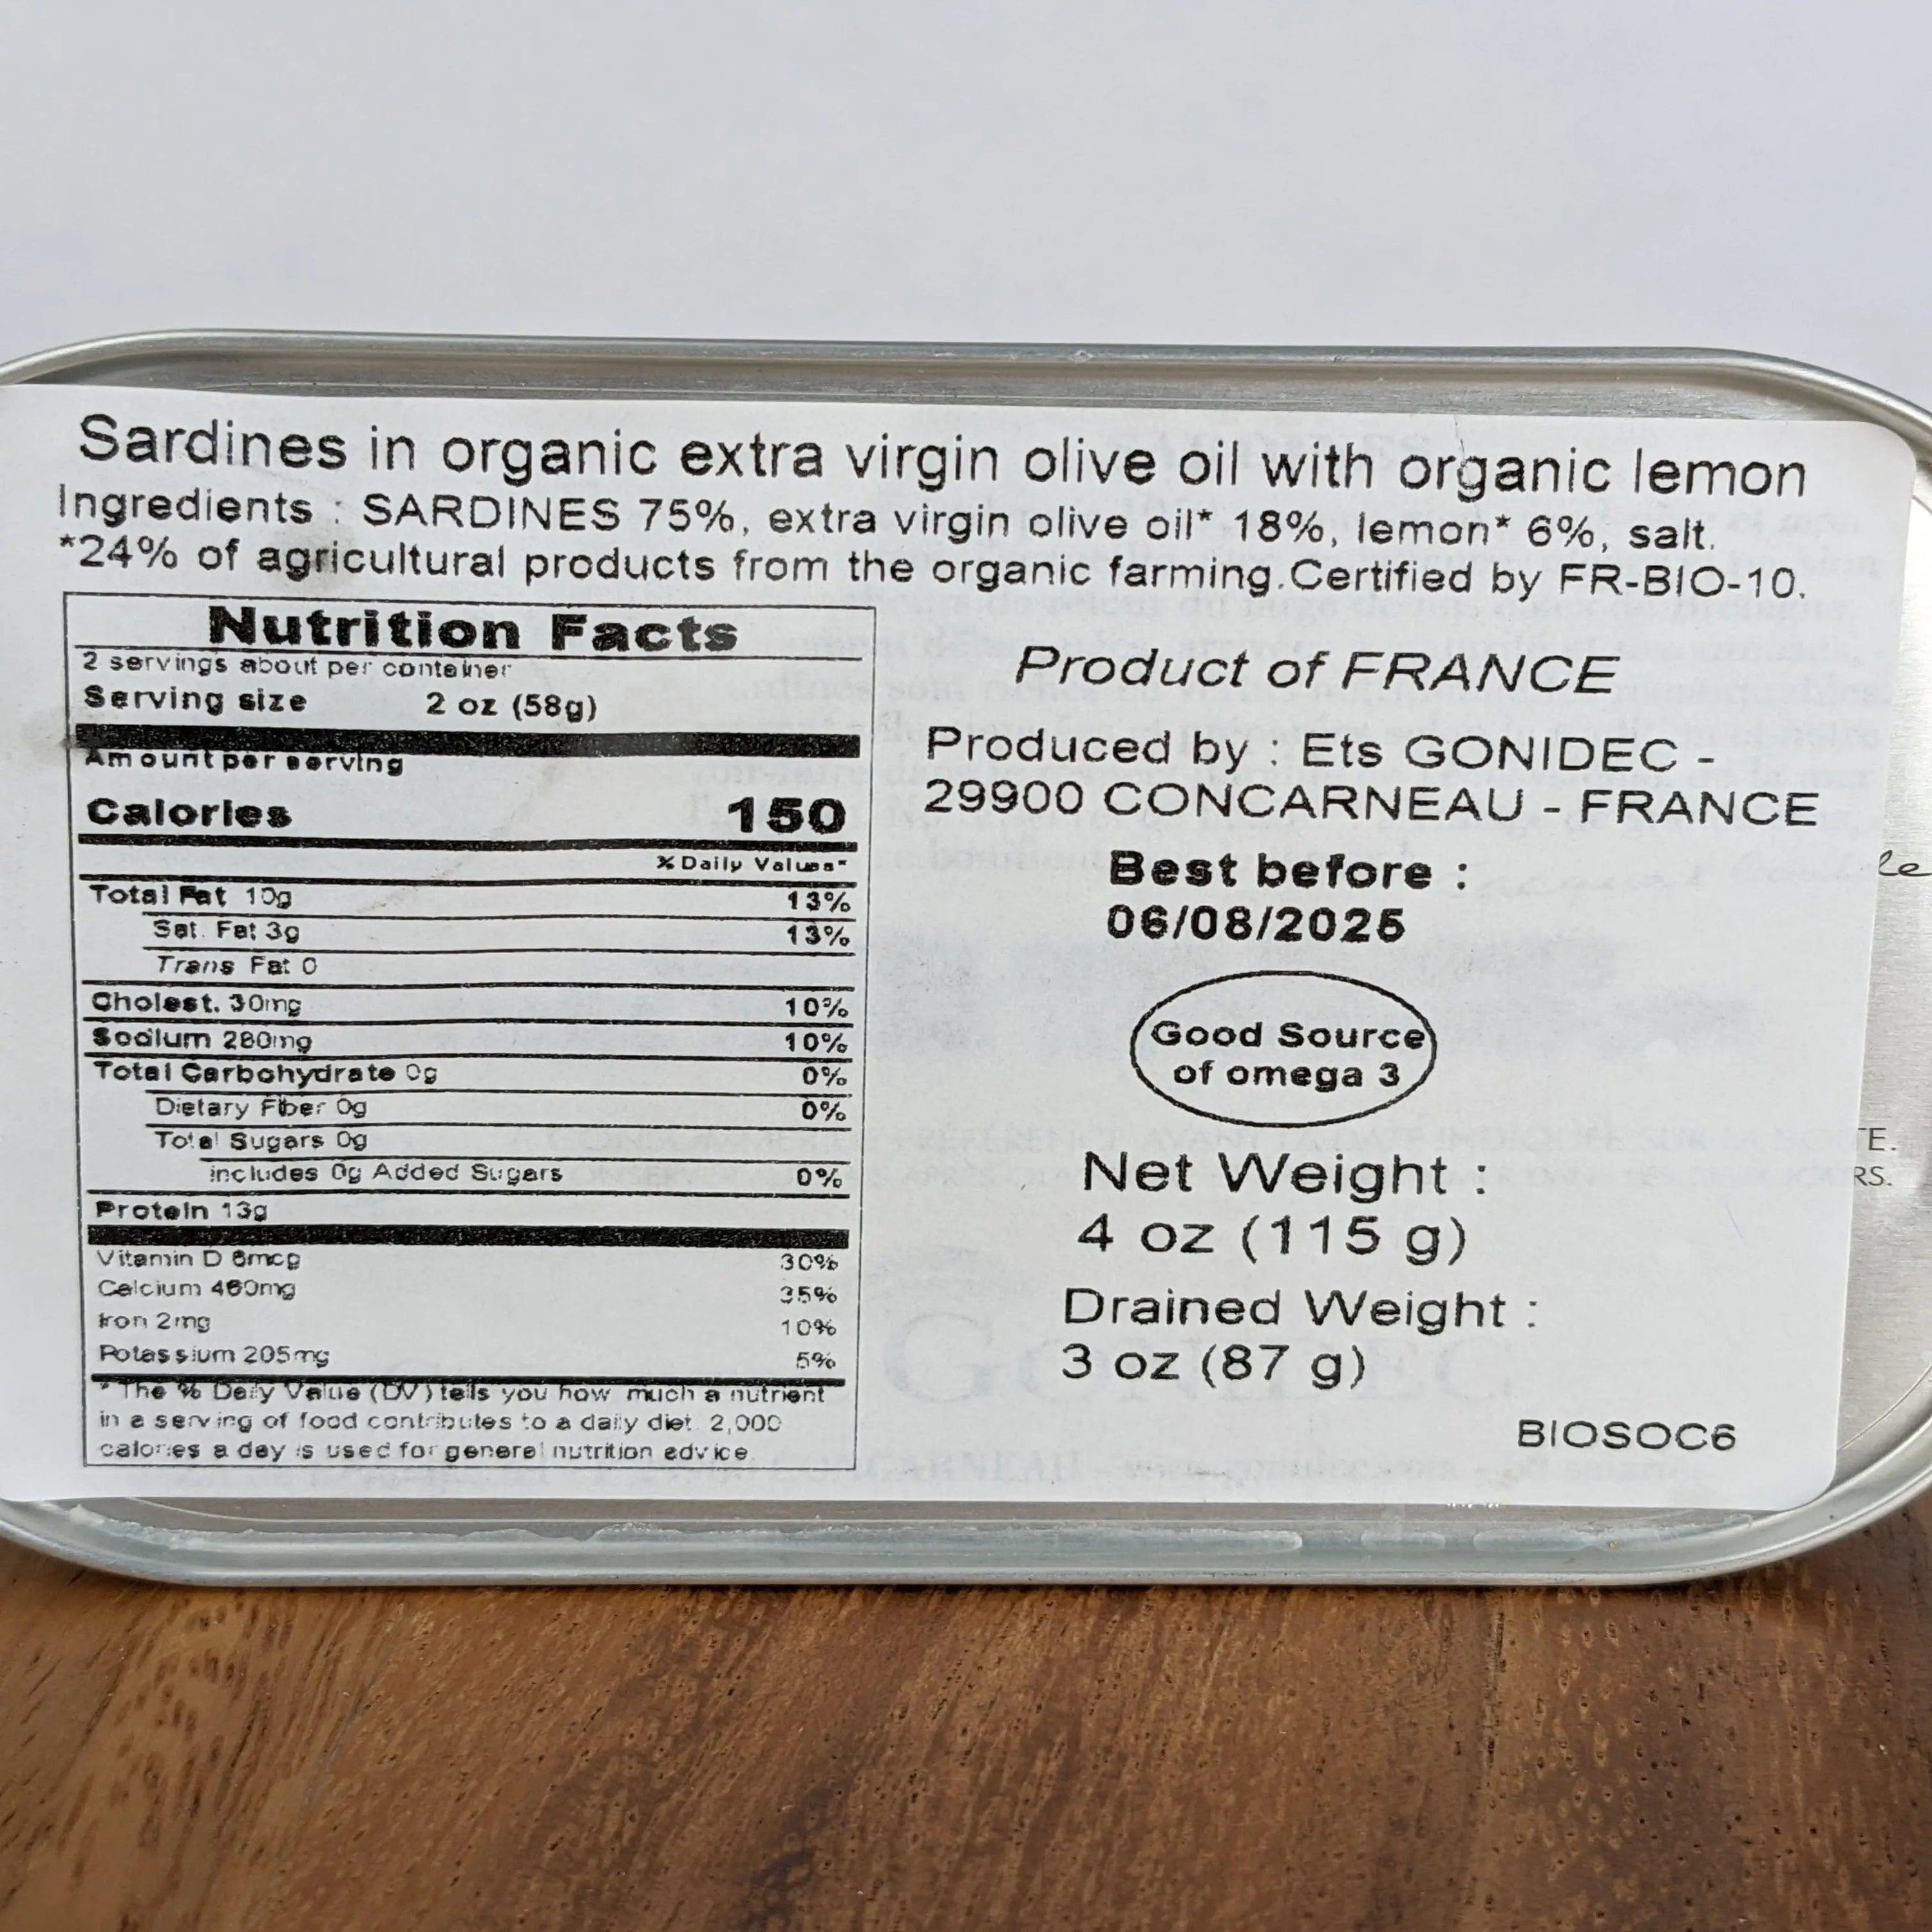 Sardines in organic extra virgin olive oil with organic lemon
Ingredients : SARDINES 75%, extra virgin olive oil* 18%, lemon* 6%, salt.
*24% of agricultural products from the organic farming.Certified by FR-BIO-10.
Nutrition Facts
2 servings about per container
Serving size 2 oz (58g)
Amount per serving
Calories 150
% Daily Values*
Total Fat 10g 13%
Sat. Fat 3g 13%
Trans Fat 0
Cholest. 30mg 10%
Sodium 280mg 10%
Total Carbohydrate 0g 0%
Dietary Fiber 0g 0%
Total Sugars 0g
includes 0g Added Sugars 0%
Protein 13g
Vitamin D 6mcg 30%
Calcium 460mg 35%
Iron 2mg 10%
Potassium 205mg 5%
* The % Daily Value (DV) tells you how much a nutrient
in a serving of food contributes to a daily diet. 2,000
calories a day is used for general nutrition advice.
Product of FRANCE
Produced by : Ets GONIDEC -
29900 CONCARNEAU - FRANCE
Best before :
06/08/2025
Good Source
of omega 3
Net Weight :
4 oz (115 g)
Drained Weight :
3 oz (87 g)
BIOSOC6
le
TE.
RS.